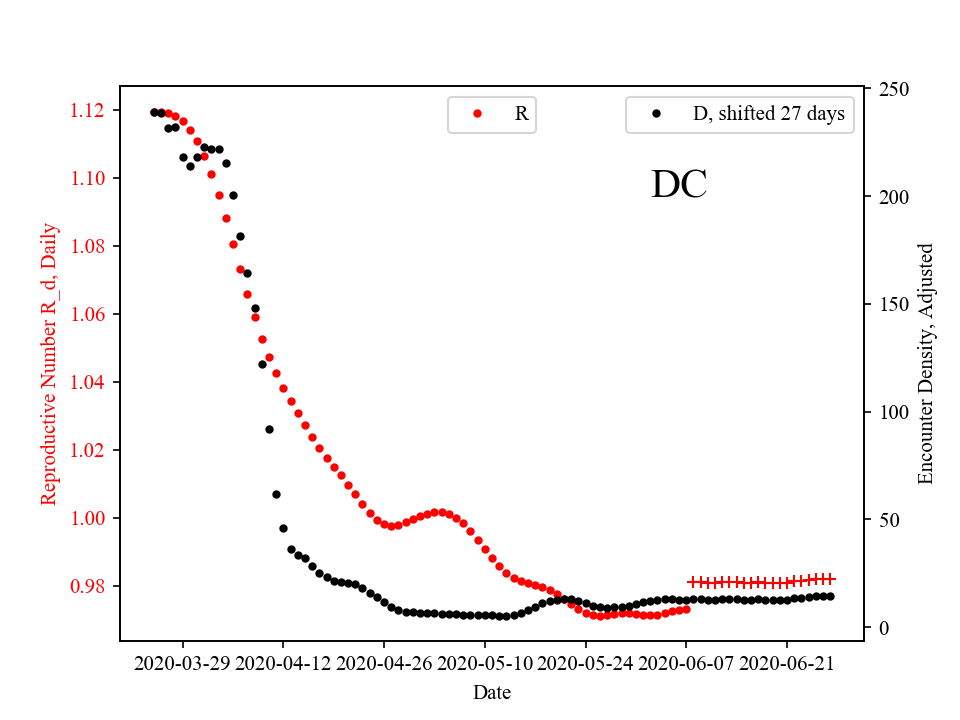 R
D, shifted 27 days
DC
Reproductive Number R_d, Daily
1.12
1.10
1.08
1.06
1.04
1.02
1.00
0.98
250
200
150
100
50
0
Encounter Density, Adjusted
2020-03-29 2020-04-12 2020-04-26 2020-05-10 2020-05-24 2020-06-07 2020-06-21
Date